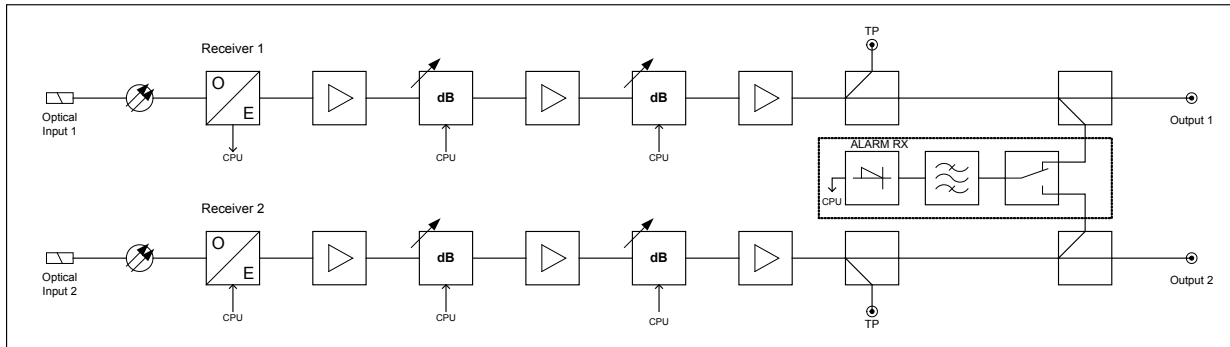 TP
Receiver 1
O
E
dB
dB
Optical
Input 1
Output 1
CPU
CPU
CPU
ALARM RX
CPU
Receiver 2
O
E
dB
dB
Optical
Input 2
Output 2
CPU
CPU
CPU
TP